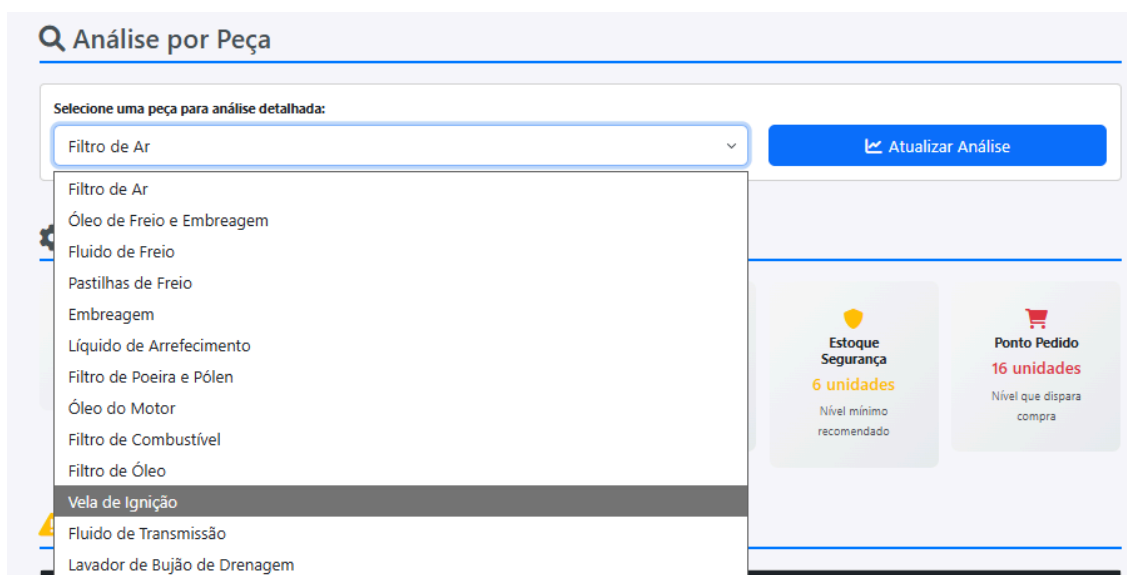 Análise por Peça
Selecione uma peça para análise detalhada:
Filtro de Ar
Atualizar Análise
Filtro de Ar
Óleo de Freio e Embreagem
Fluido de Freio
Pastilhas de Freio
Embreagem
Líquido de Arrefecimento
Filtro de Poeira e Pólen
Óleo do Motor
Filtro de Combustível
Filtro de Óleo
Vela de Ignição
Fluido de Transmissão
Lavador de Bujão de Drenagem
Estoque
Segurança
6 unidades
Nível mínimo
recomendado
Ponto Pedido
16 unidades
Nível que dispara
compra